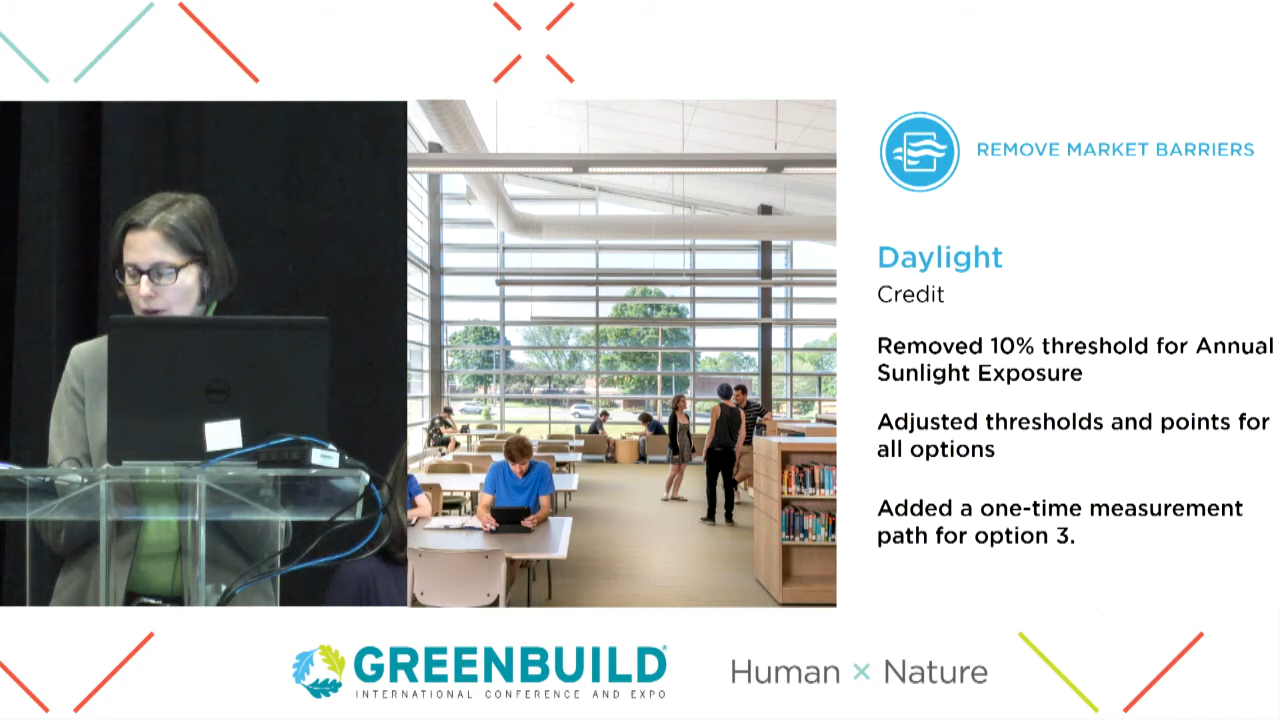 REMOVE MARKET BARRIERS
Daylight
Credit
Removed 10% threshold for Annual
Sunlight Exposure
Adjusted thresholds and points for
all options
Added a one-time measurement
path for option 3.
GREENBUILD
INTERNATIONAL CONFERENCE AND EXPO
Human × Nature